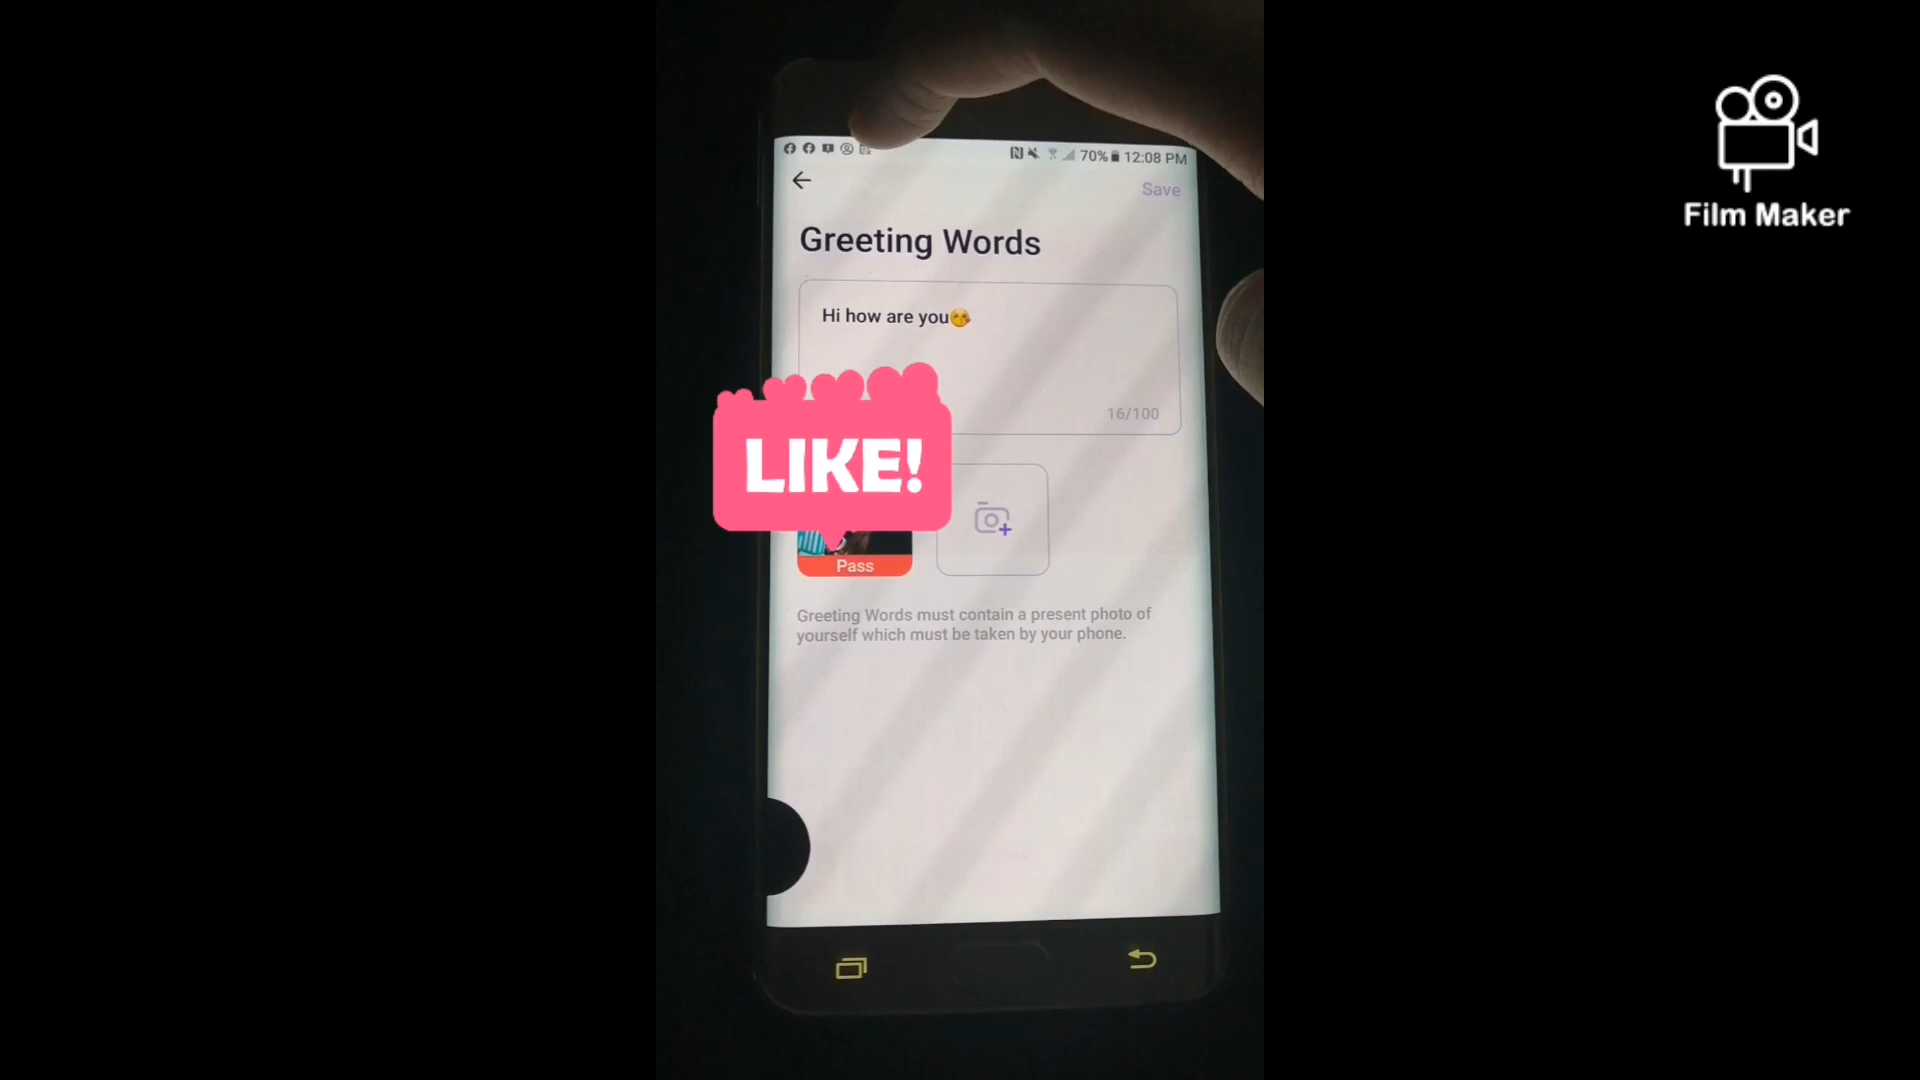 Film Maker
70% 12:08 PM
Save
Greeting Words
Hi how are you😘
16/100
LIKE!
Pass
Greeting Words must contain a present photo of
yourself which must be taken by your phone.